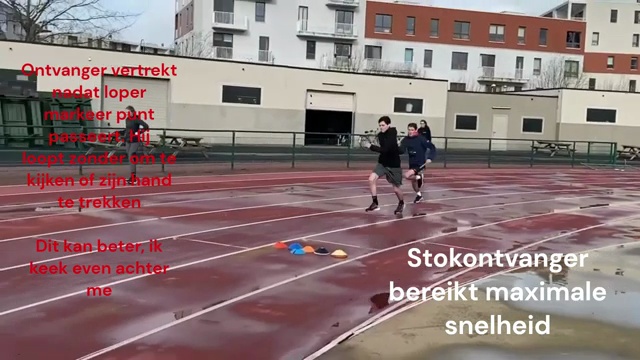 Ontvanger vertrekt
nadat loper
markeer punt
passeert. Hij
loopt zonder om te
kijken of zijn hand
te trekken
Dit kan beter, ik
keek even achter
me
Stokontvanger
bereikt maximale
snelheid